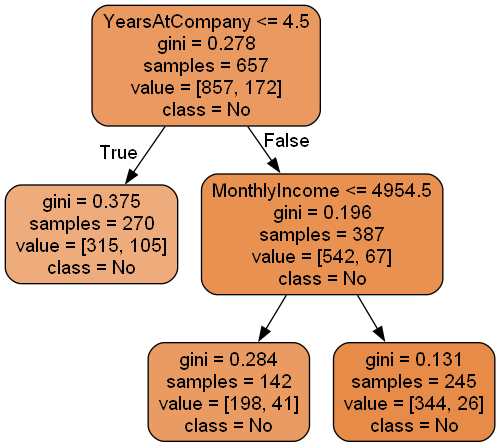 YearsAtCompany <= 4.5
gini = 0.278
samples = 657
value = [857, 172]
class = No
True
False
gini = 0.375
samples = 270
value = [315, 105]
class = No
MonthlyIncome <= 4954.5
gini = 0.196
samples = 387
value = [542, 67]
class = No
gini = 0.284
samples = 142
value = [198, 41]
class = No
gini = 0.131
samples = 245
value = [344, 26]
class = No